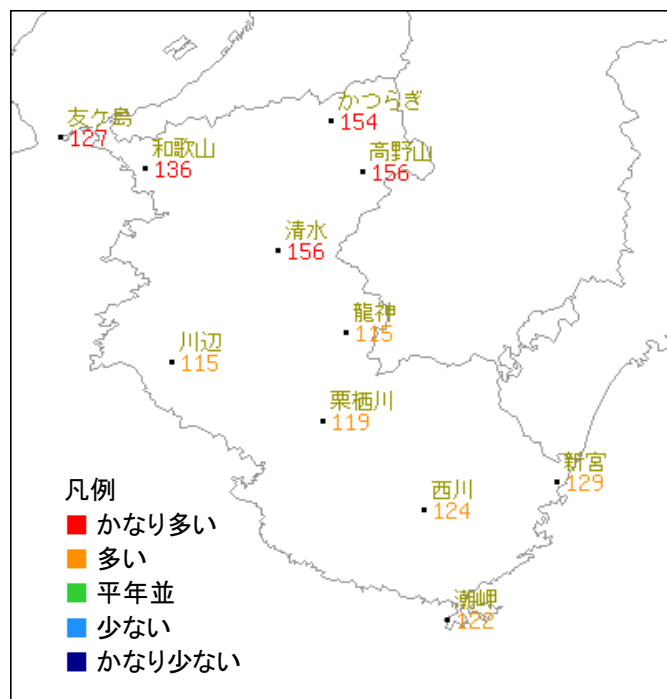 友ケ島
127
和歌山
136
かつらぎ
154
高野山
156
清水
156
龍神
115
川辺
115
栗栖川
119
新宮
129
西川
124
潮岬
122
凡例
かなり多い
多い
平年並
少ない
かなり少ない